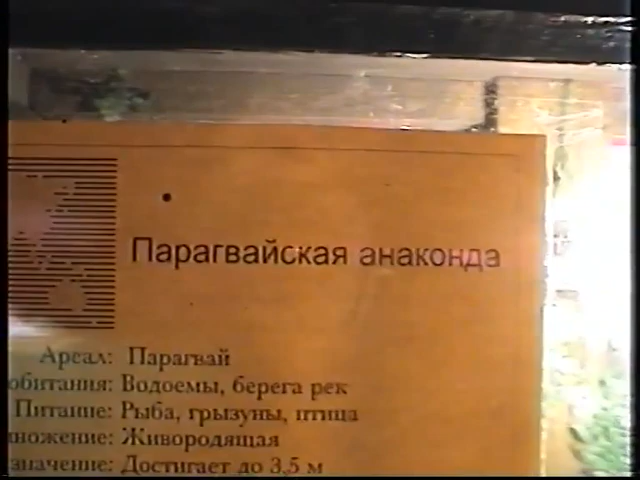 Парагвайская анаконда
Ареал: Парагвай
обитания: Водоемы, берега рек
Питание: Рыба, грызуны, птица
множение: Живородящая
значение: Достигает до 3,5 м